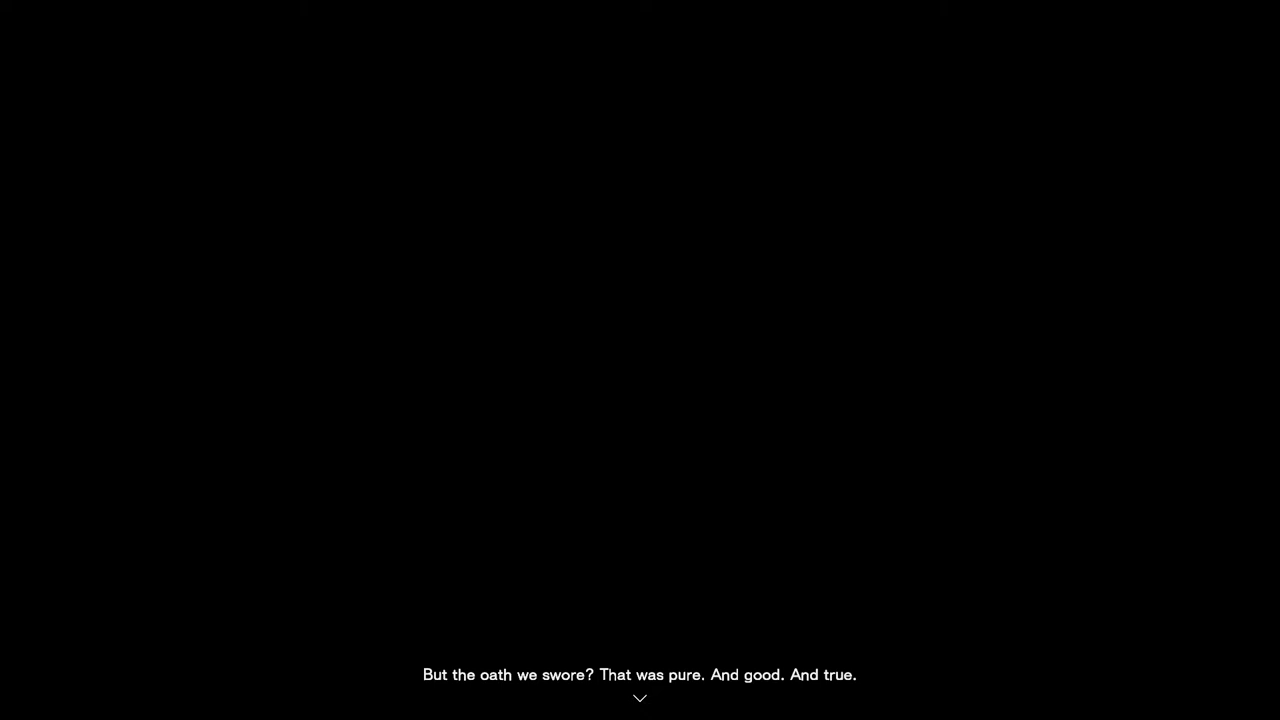 But the oath we swore? That was pure. And good. And true.